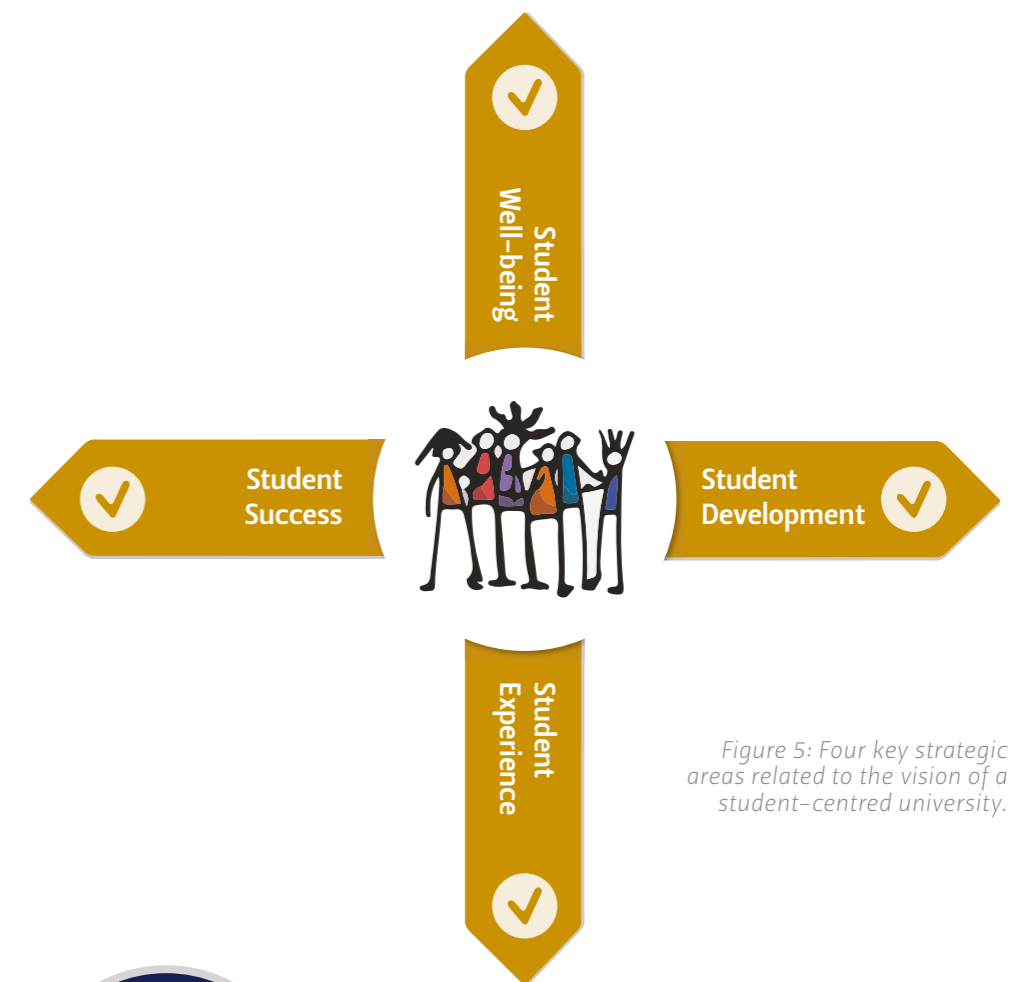 Student
Well-being
Student
Success
Student
Development
Student
Experience
Figure 5: Four key strategic
areas related to the vision of a
student-centred university.